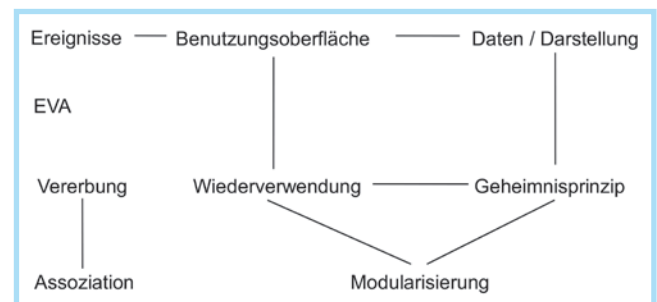 Ereignisse Benutzungsoberfläche Daten / Darstellung
EVA
Vererbung Wiederverwendung Geheimnisprinzip
Assoziation Modularisierung